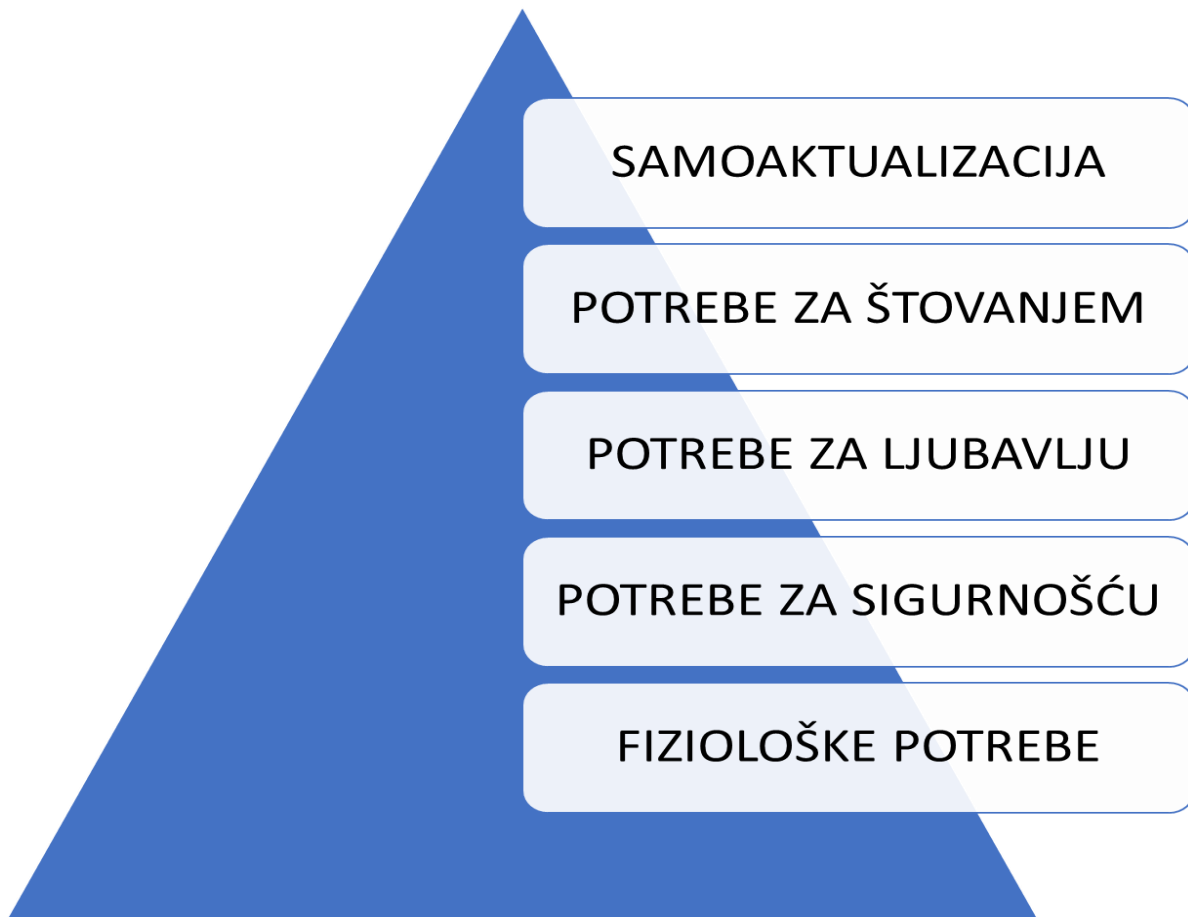 SAMOAKTUALIZACIJA
POTREBE ZA ŠTOVANJEM
POTREBE ZA LJUBAVLJU
POTREBE ZA SIGURNOŠĆU
FIZIOLOŠKE POTREBE